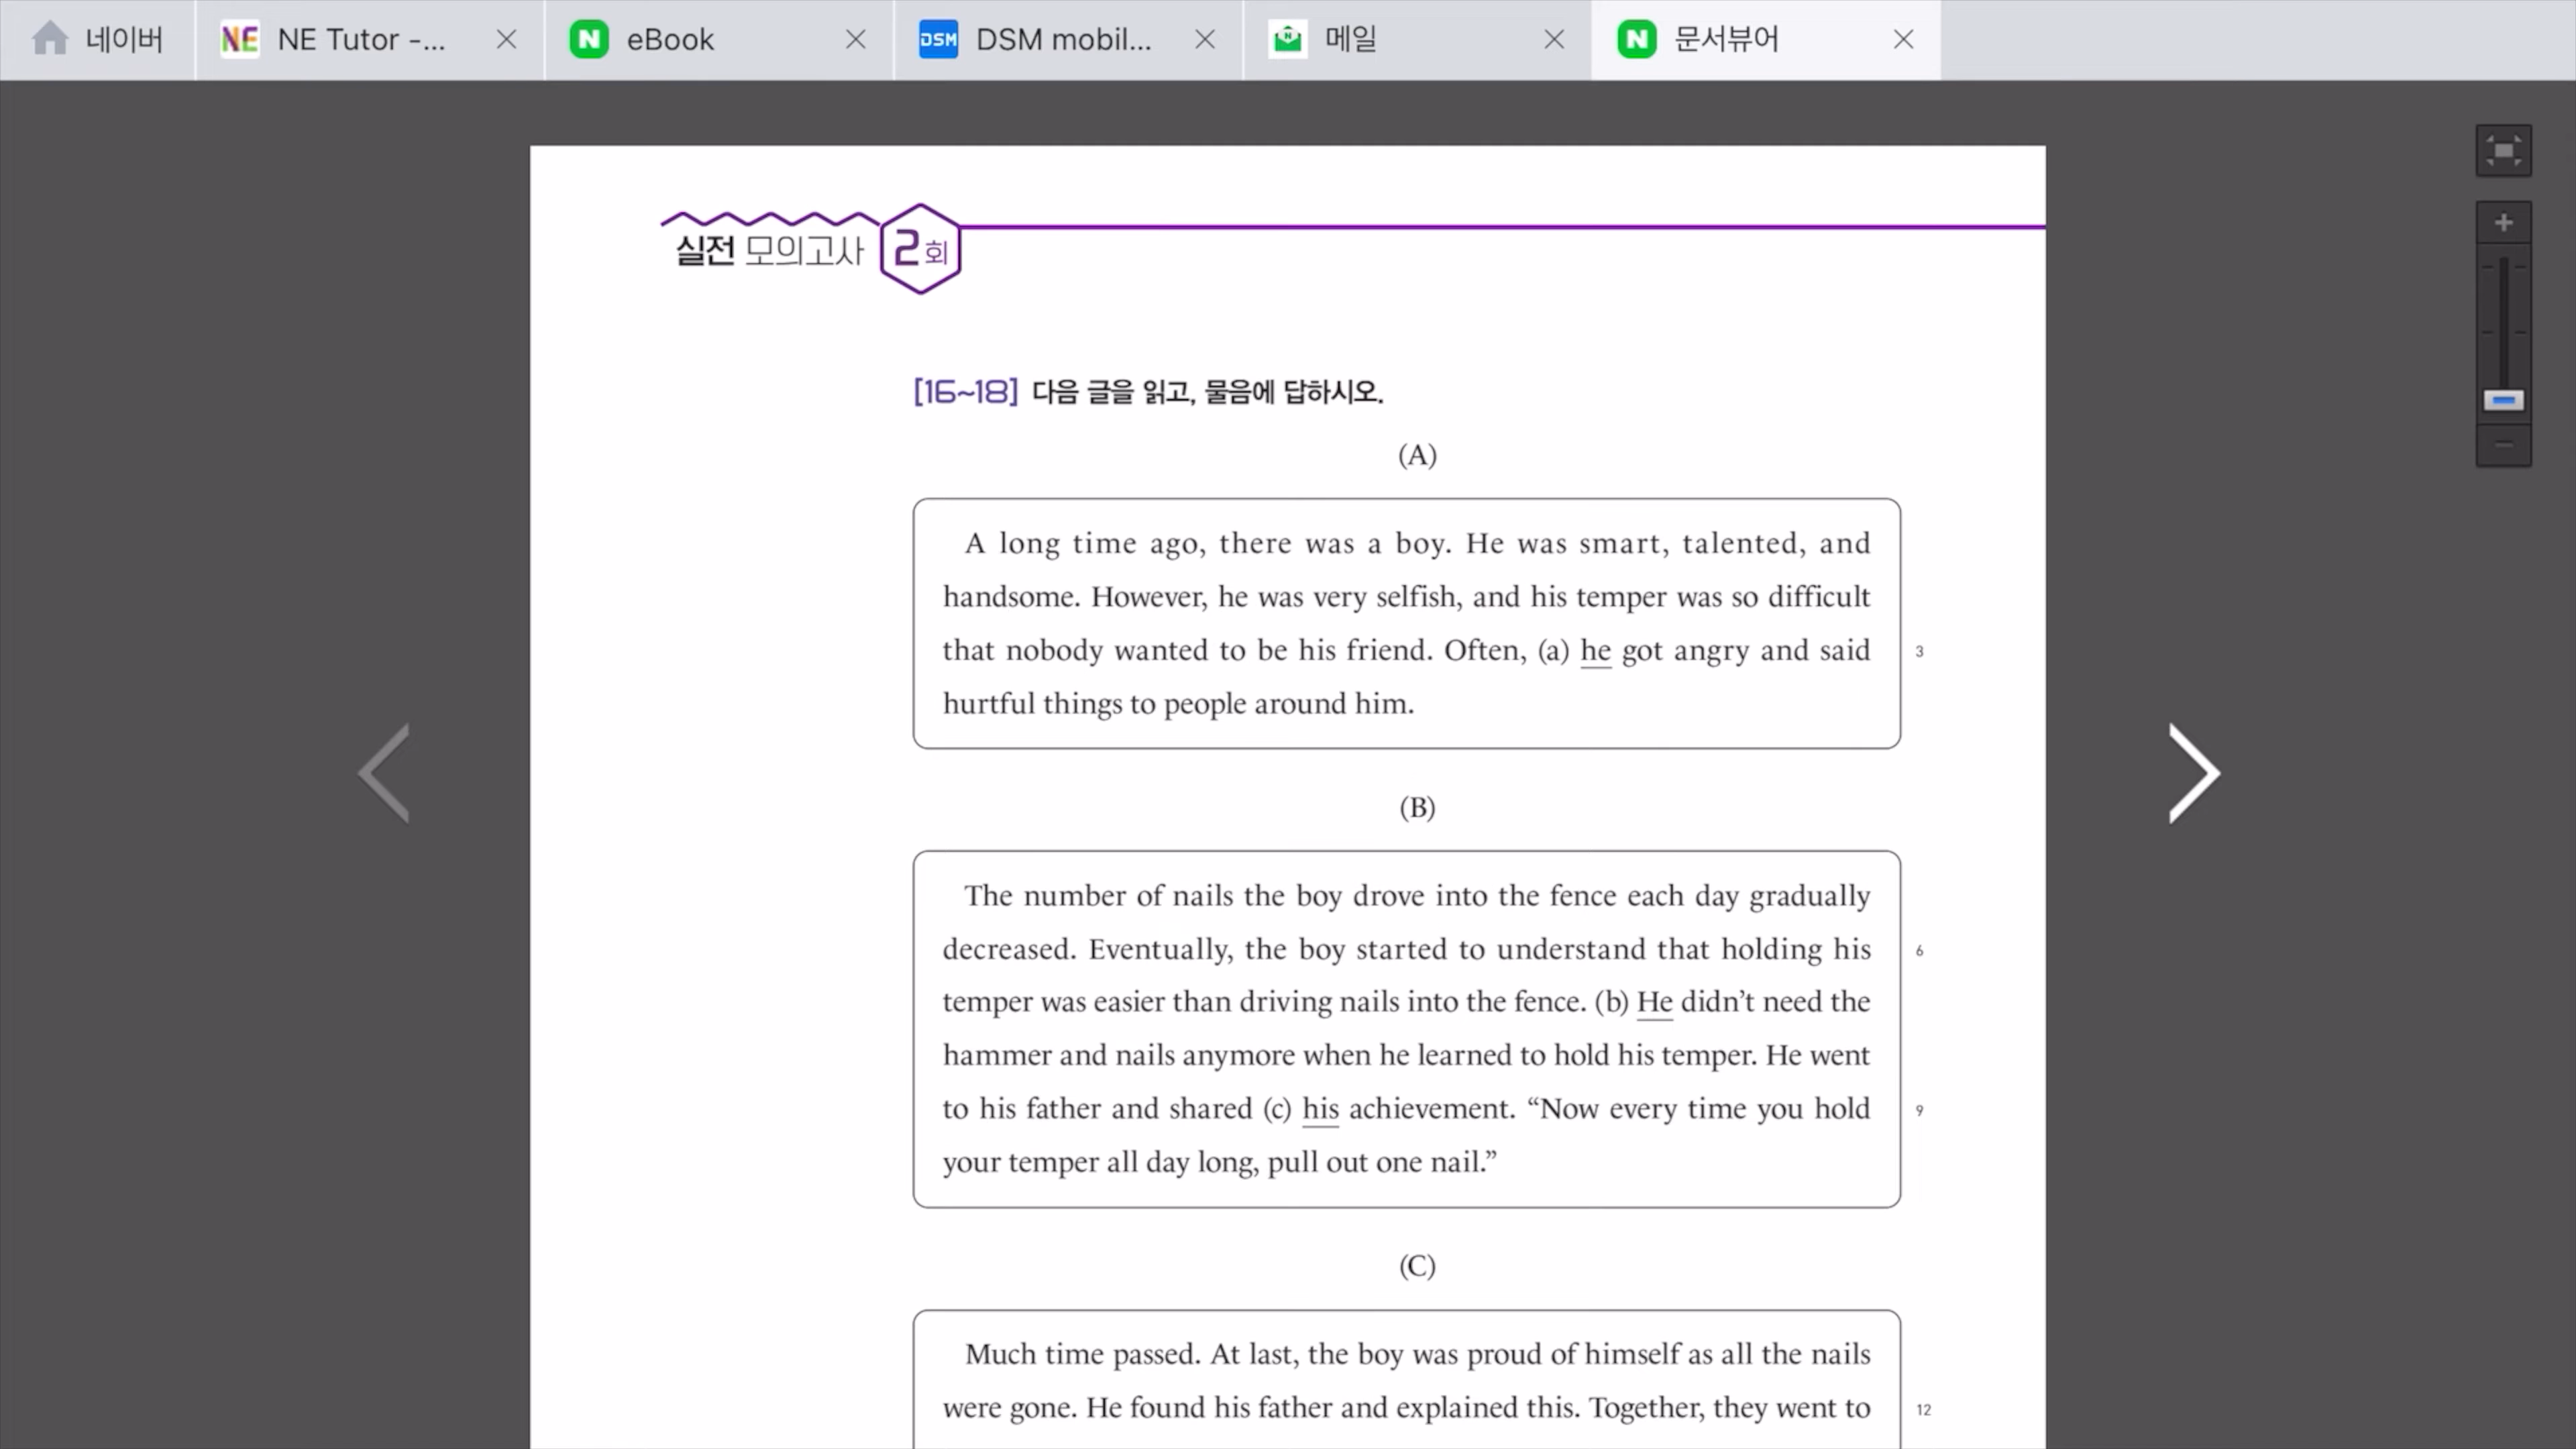 네이버
NE Tutor -...
eBook
DSM
DSM mobil...
메일
문서뷰어
실전 모의고사 2회
[16~18] 다음 글을 읽고, 물음에 답하시오.
(A)
A long time ago, there was a boy. He was smart, talented, and
handsome. However, he was very selfish, and his temper was so difficult
that nobody wanted to be his friend. Often, (a) he got angry and said
3
hurtful things to people around him.
(B)
The number of nails the boy drove into the fence each day gradually
decreased. Eventually, the boy started to understand that holding his
6
temper was easier than driving nails into the fence. (b) He didn’t need the
hammer and nails anymore when he learned to hold his temper. He went
to his father and shared (c) his achievement. “Now every time you hold
9
your temper all day long, pull out one nail.”
(C)
Much time passed. At last, the boy was proud of himself as all the nails
were gone. He found his father and explained this. Together, they went to
12